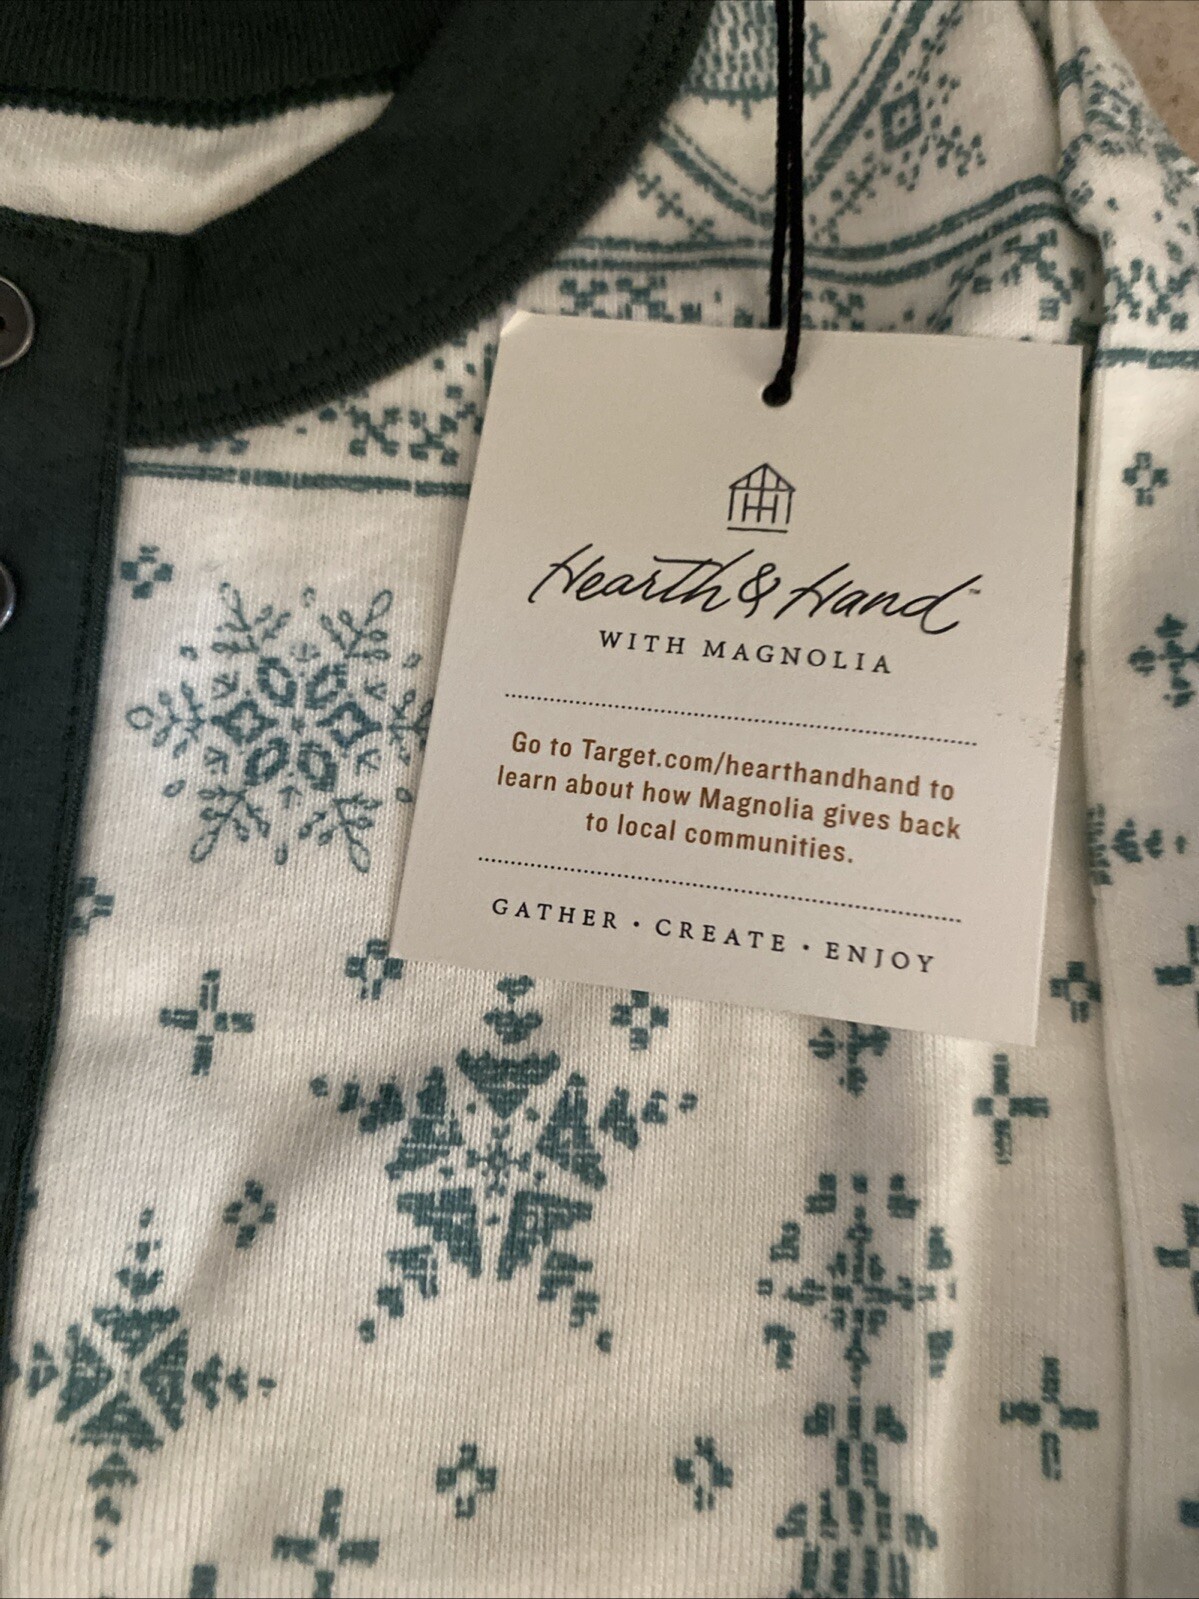 Hearth & Hand™
WITH MAGNOLIA
Go to Target.com/hearthandhand to
learn about how Magnolia gives back
to local communities.
GATHER • CREATE • ENJOY